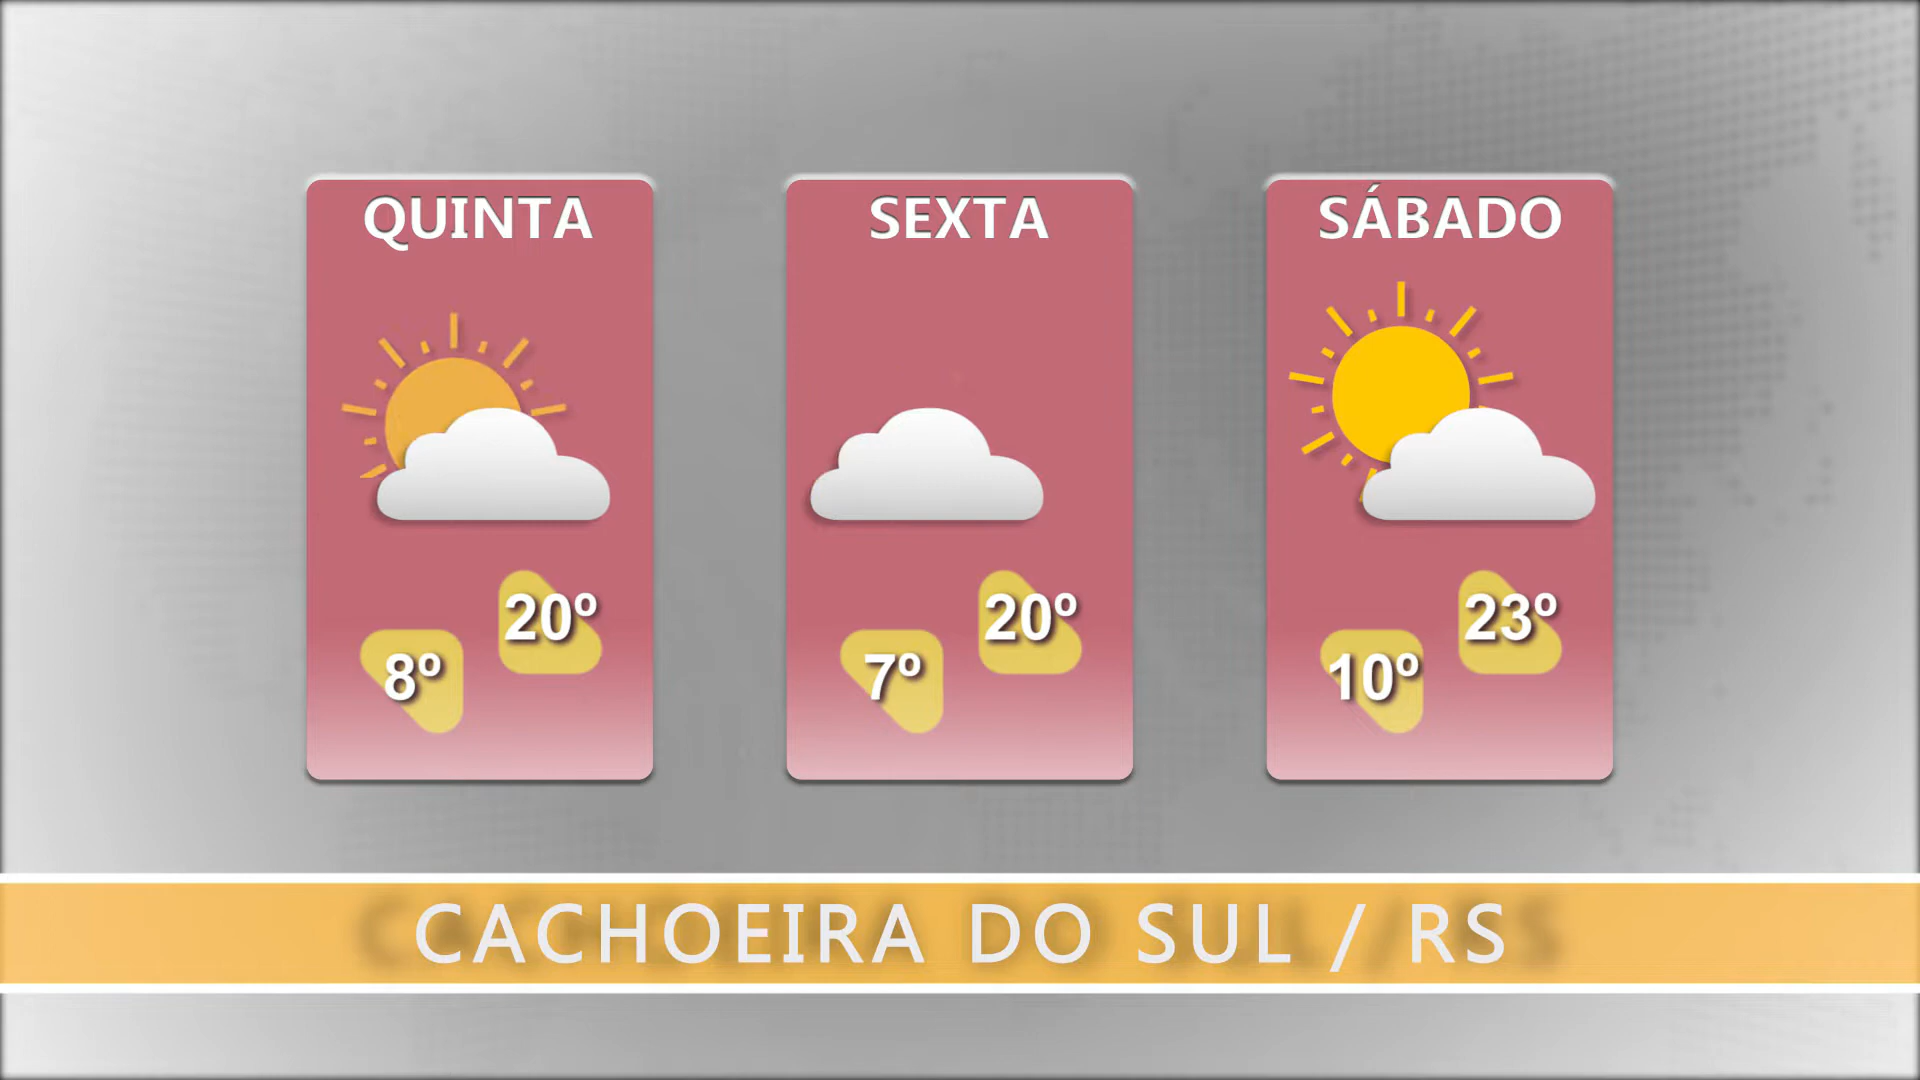 QUINTA
SEXTA
SÁBADO
8º
20º
7º
20º
10º
23º
CACHOEIRA DO SUL / RS